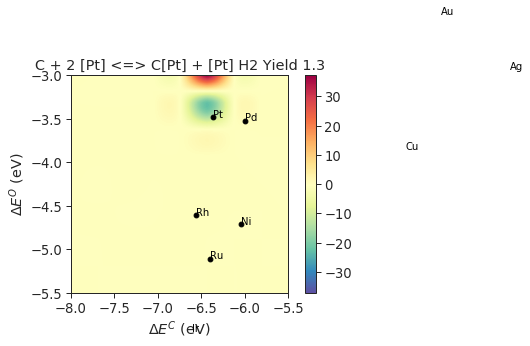 Au
C + 2 [Pt] <=> C[Pt] + [Pt] H2 Yield 1.3
Ag
−3.0
−3.5
−4.0
−4.5
−5.0
−5.5
ΔE^O (eV)
Pt
Pd
Rh
Ni
Ru
Cu
30
20
10
0
−10
−20
−30
−8.0 −7.5 −7.0 −6.5 −6.0 −5.5
ΔE^C (eV)
Ir